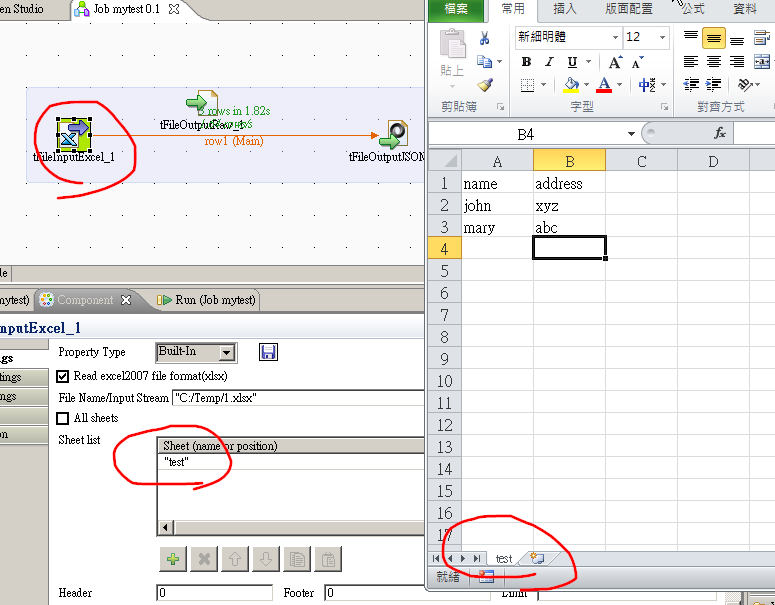 en Studio
Job mytest 0.1
rows in 1.82s
tFileOutputRaw_1
row1 (Main)
tFileInputExcel_1
tFileOutputJSON
de
mytest)
Component
Run (Job mytest)
nputExcel_1
ngs
ttings
ngs
on
Property Type
Built-In
Read excel2007 file format(xlsx)
File Name/Input Stream
"C:/Temp/1.xlsx"
All sheets
Sheet list
Sheet (name or position)
"test"
Header
0
Footer
0
Limit
檔案
常用
插入
版面配置
公式
資料
貼上
新細明體
12
B I U A A
A 中
剪貼簿
字型
對齊方式
B4
fx
A B C D
1 name address
2 john xyz
3 mary abc
4
5
6
7
8
9
10
11
12
13
14
15
16
17
test
就緒